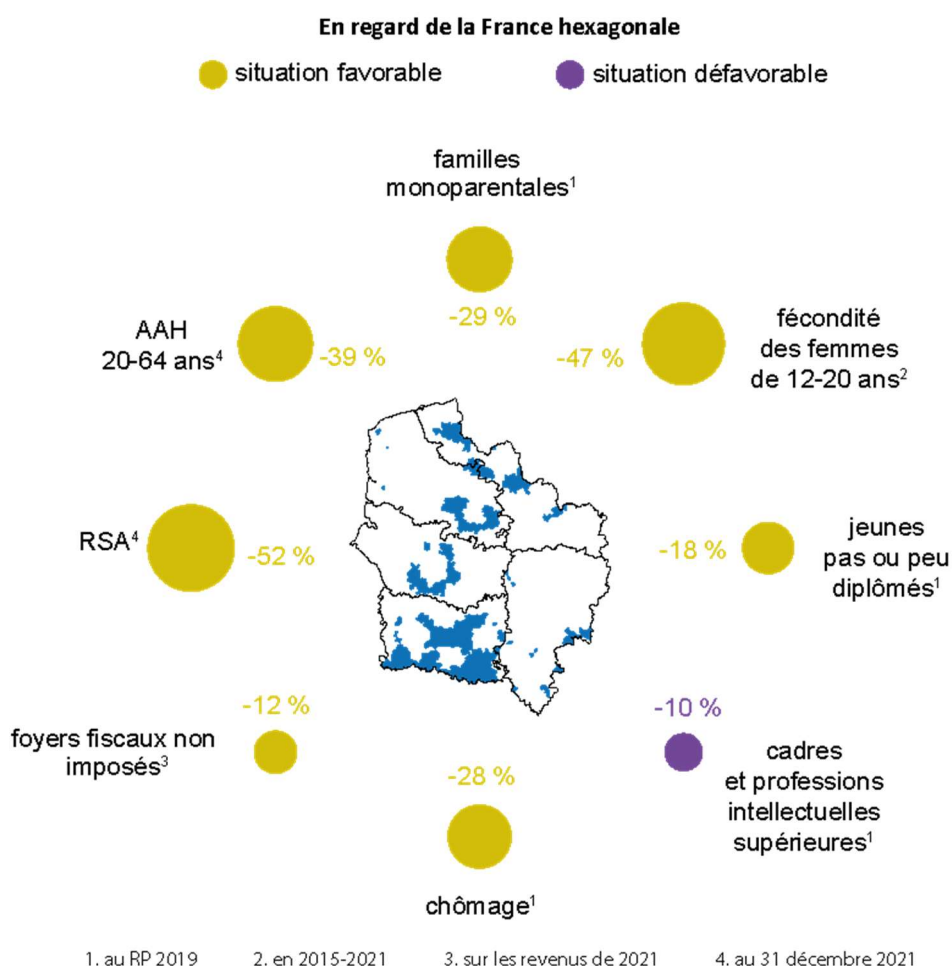 En regard de la France hexagonale
situation favorable
situation défavorable
familles
monoparentales¹
-29 %
AAH
20-64 ans⁴
-39 %
-47 %
fécondité
des femmes
de 12-20 ans²
RSA⁴
-52 %
-18 %
jeunes
pas ou peu
diplômés¹
-12 %
foyers fiscaux non
imposés³
-10 %
cadres
et professions
intellectuelles
supérieures¹
-28 %
chômage¹
1. au RP 2019
2. en 2015-2021
3. sur les revenus de 2021
4. au 31 décembre 2021